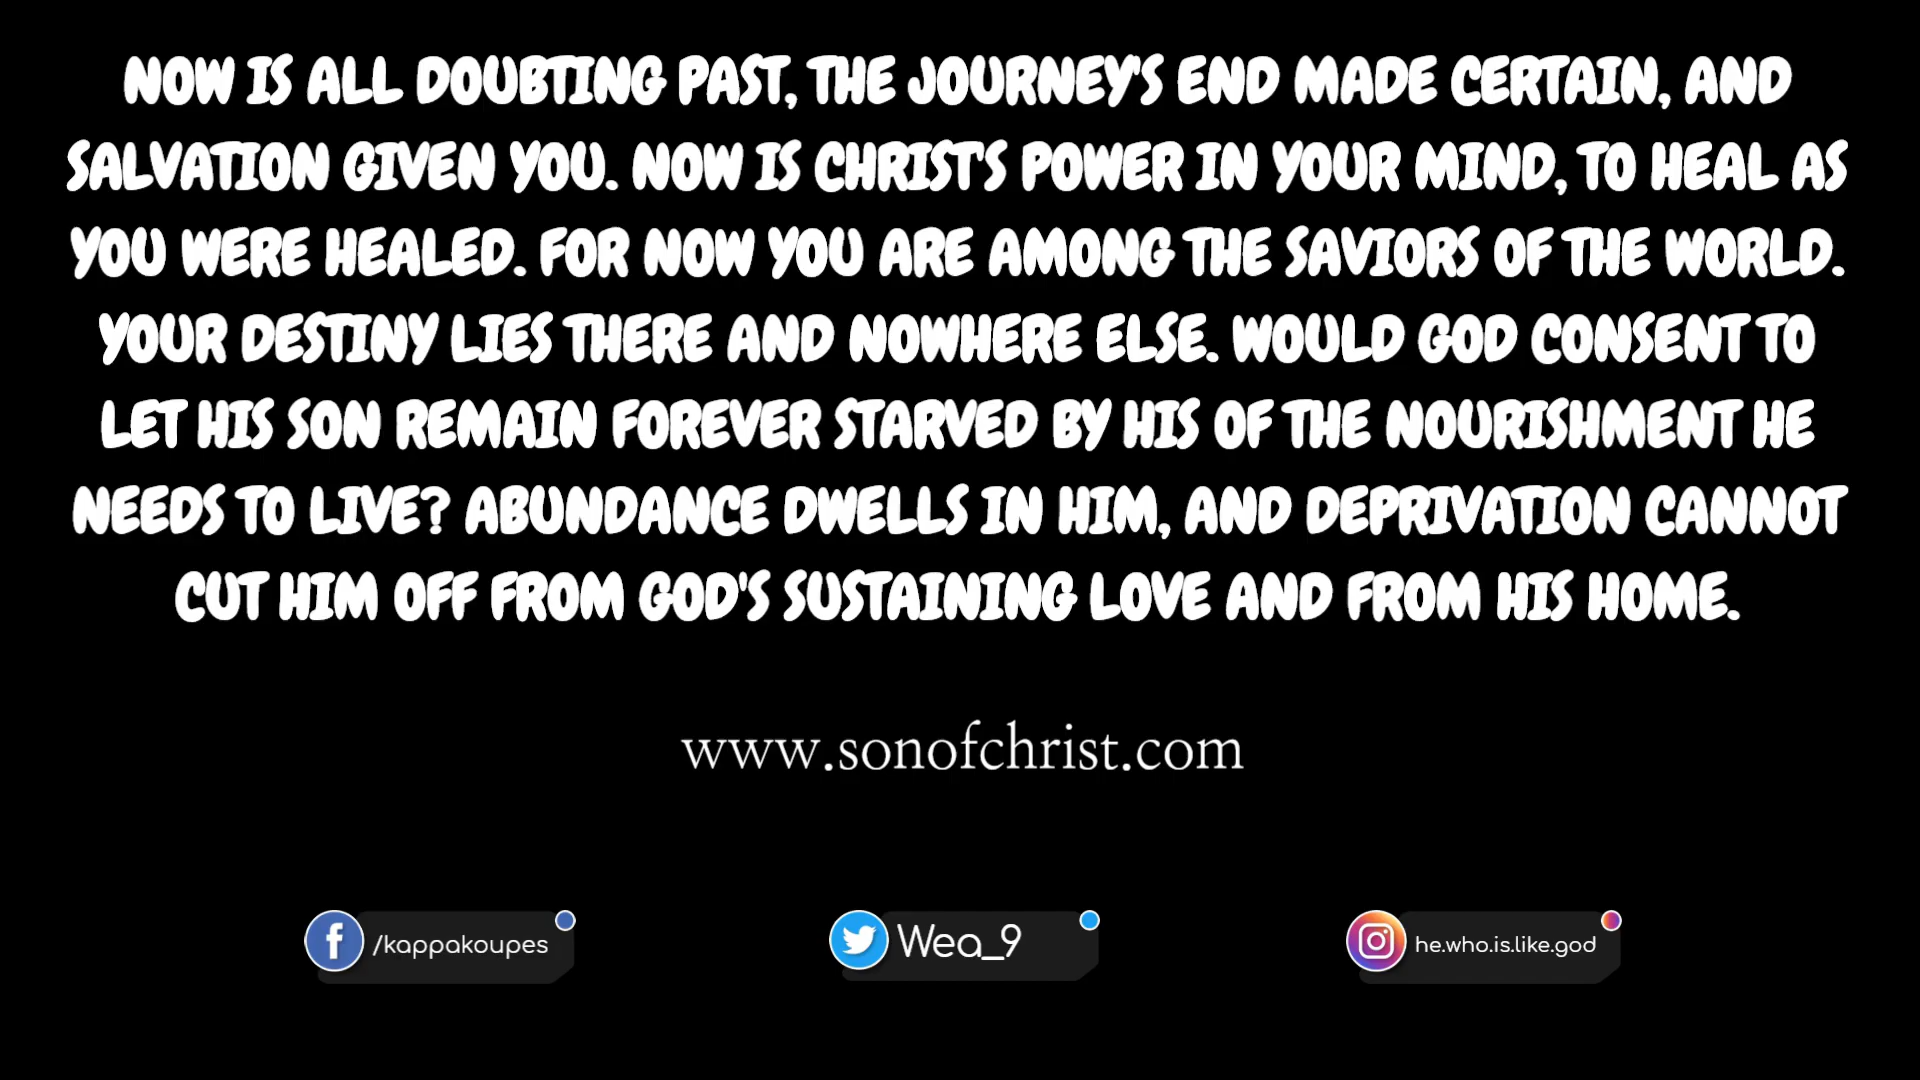 NOW IS ALL DOUBTING PAST, THE JOURNEY'S END MADE CERTAIN, AND
SALVATION GIVEN YOU. NOW IS CHRIST'S POWER IN YOUR MIND, TO HEAL AS
YOU WERE HEALED. FOR NOW YOU ARE AMONG THE SAVIORS OF THE WORLD.
YOUR DESTINY LIES THERE AND NOWHERE ELSE. WOULD GOD CONSENT TO
LET HIS SON REMAIN FOREVER STARVED BY HIS OF THE NOURISHMENT HE
NEEDS TO LIVE? ABUNDANCE DWELLS IN HIM, AND DEPRIVATION CANNOT
CUT HIM OFF FROM GOD'S SUSTAINING LOVE AND FROM HIS HOME.
www.sonofchrist.com
/kappakoupes
Wea_9
he.who.is.like.god